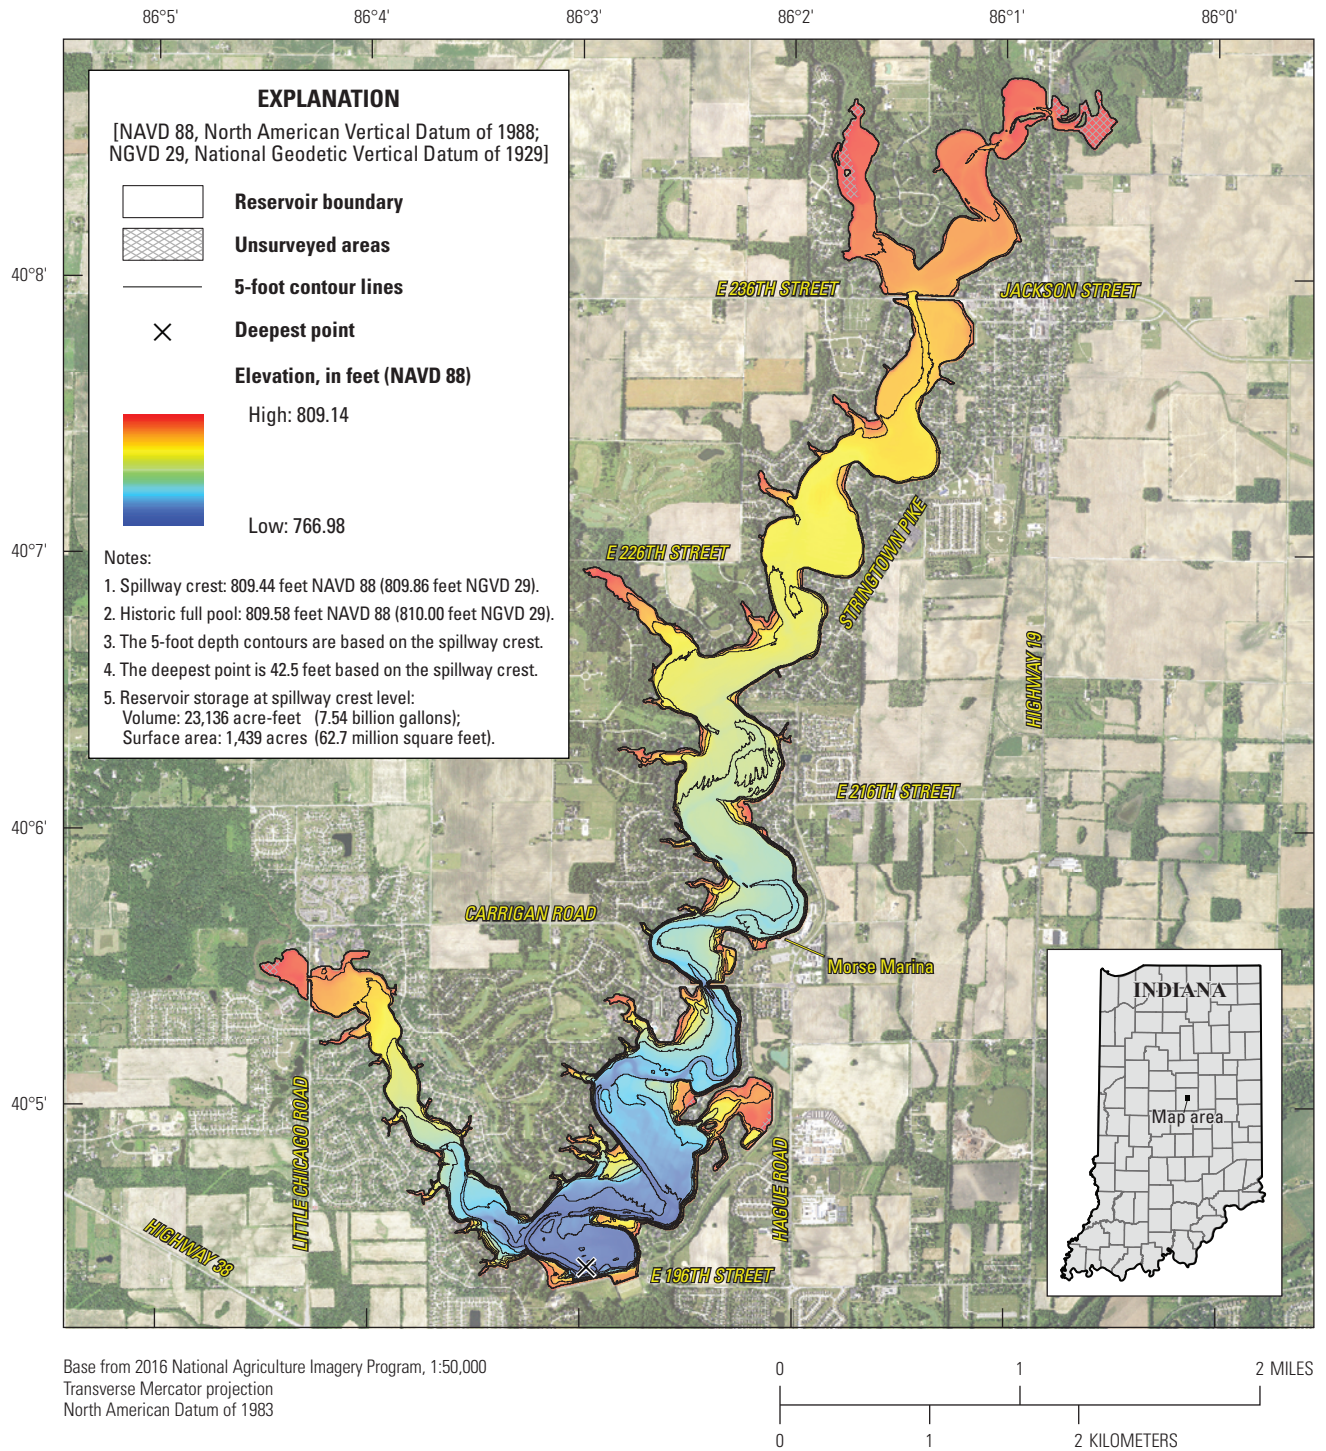 86°5' 86°4' 86°3' 86°2' 86°1' 86°0'
EXPLANATION
[NAVD 88, North American Vertical Datum of 1988;
NGVD 29, National Geodetic Vertical Datum of 1929]
Reservoir boundary
Unsurveyed areas
5-foot contour lines
Deepest point
Elevation, in feet (NAVD 88)
High: 809.14
Low: 766.98
Notes:
1. Spillway crest: 809.44 feet NAVD 88 (809.86 feet NGVD 29).
2. Historic full pool: 809.58 feet NAVD 88 (810.00 feet NGVD 29).
3. The 5-foot depth contours are based on the spillway crest.
4. The deepest point is 42.5 feet based on the spillway crest.
5. Reservoir storage at spillway crest level:
Volume: 23,136 acre-feet (7.54 billion gallons);
Surface area: 1,439 acres (62.7 million square feet).
40°8'
40°7'
40°6'
40°5'
E 236TH STREET
JACKSON STREET
STRINGTOWN PIKE
E 226TH STREET
HIGHWAY 19
E 216TH STREET
CARRIGAN ROAD
Morse Marina
LITTLE CHICAGO ROAD
HAGUE ROAD
HIGHWAY 38
E 196TH STREET
INDIANA
Map area
Base from 2016 National Agriculture Imagery Program, 1:50,000
Transverse Mercator projection
North American Datum of 1983
0 1 2 MILES
0 1 2 KILOMETERS